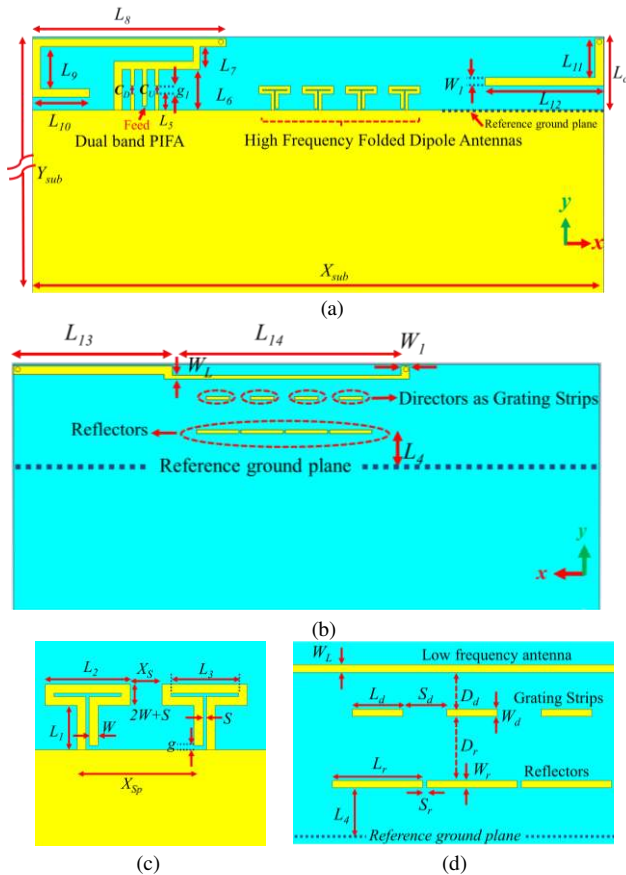 L8
L9
L7
L11
Lc
CD
CU
g1
L6
W1
L10
L5
L12
Feed
Reference ground plane
Dual band PIFA
High Frequency Folded Dipole Antennas
Ysub
y
x
Xsub
(a)
L13
L14
W1
WL
Directors as Grating Strips
Reflectors
L4
Reference ground plane
y
x
(b)
L2
XS
L3
2W+S
L1
W
S
g
XSp
(c)
WL
Low frequency antenna
Dd
Ld
Sd
Grating Strips
Wd
Dr
Lr
Wr
Reflectors
L4
Sr
Reference ground plane
(d)